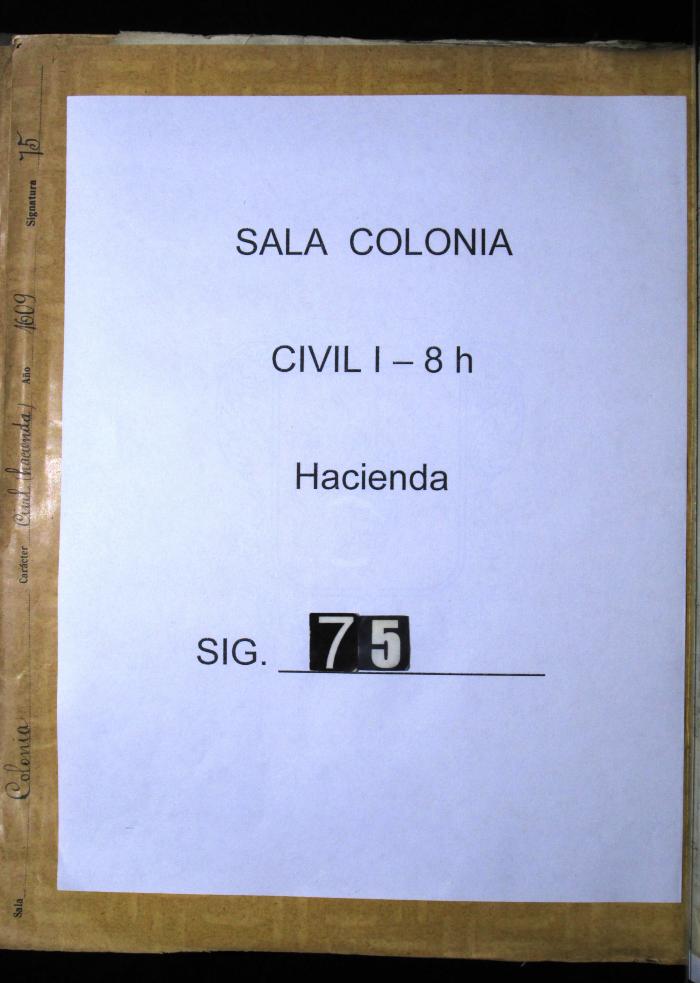 SALA COLONIA
CIVIL I – 8 h
Hacienda
SIG. 75
Sala Colonia Carácter Civil (hacienda) Año 1609 Signatura 75